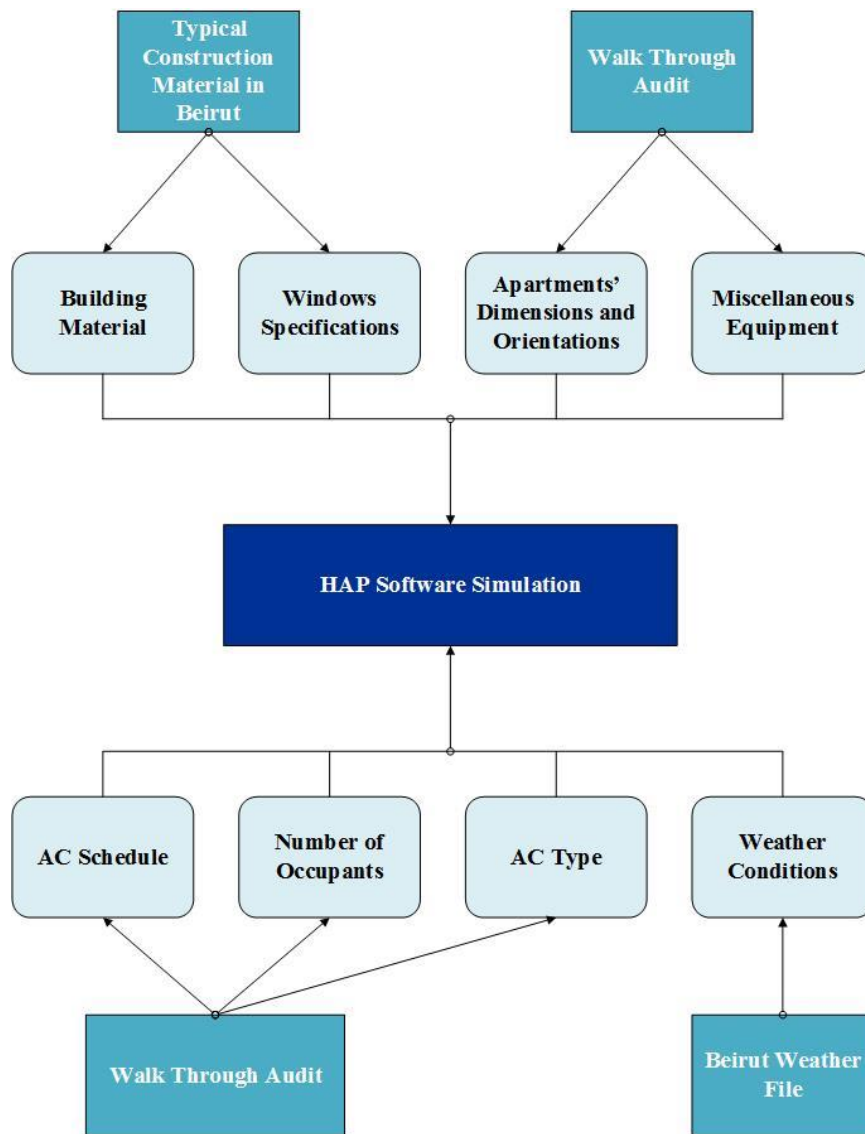 Typical
Construction
Material in
Beirut
Walk Through
Audit
Building
Material
Windows
Specifications
Apartments’
Dimensions and
Orientations
Miscellaneous
Equipment
HAP Software Simulation
AC Schedule
Number of
Occupants
AC Type
Weather
Conditions
Walk Through Audit
Beirut Weather
File